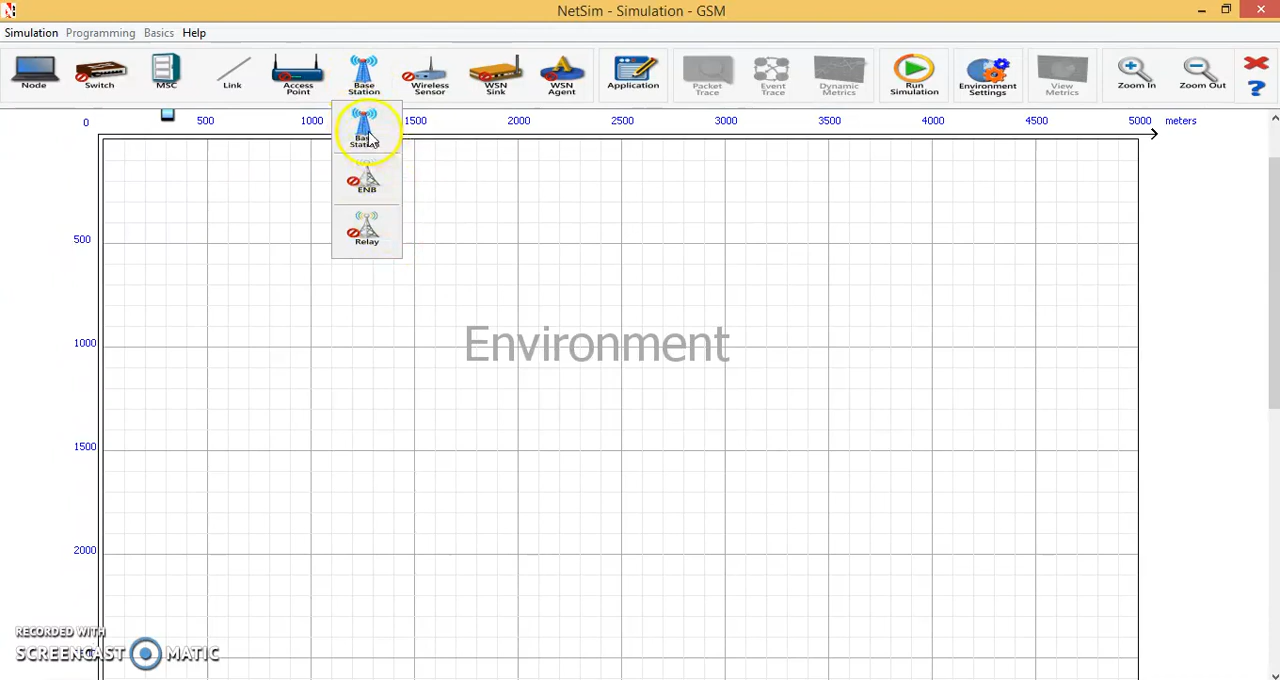 NetSim - Simulation - GSM
Simulation Programming Basics Help
Node Switch MSC Link Access Point Base Station Wireless Sensor WSN Sink WSN Agent Application Packet Trace Event Trace Dynamic Metrics Run Simulation Environment Settings View Metrics Zoom In Zoom Out
0 500 1000 1500 2000 2500 3000 3500 4000 4500 5000 meters
Base Station
ENB
Relay
500
1000
1500
2000
Environment
RECORDED WITH
SCREENCAST MATIC